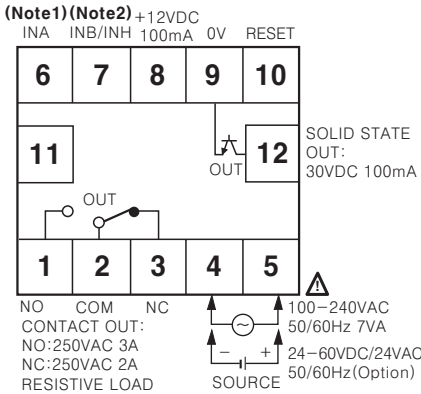 (Note1) (Note2) +12VDC
INA INB/INH 100mA 0V RESET
6 7 8 9 10
11 12
OUT
SOLID STATE
OUT:
30VDC 100mA
OUT
1 2 3 4 5
NO COM NC
CONTACT OUT:
NO:250VAC 3A
NC:250VAC 2A
RESISTIVE LOAD
100-240VAC
50/60Hz 7VA
- +
24-60VDC/24VAC
50/60Hz(Option)
SOURCE